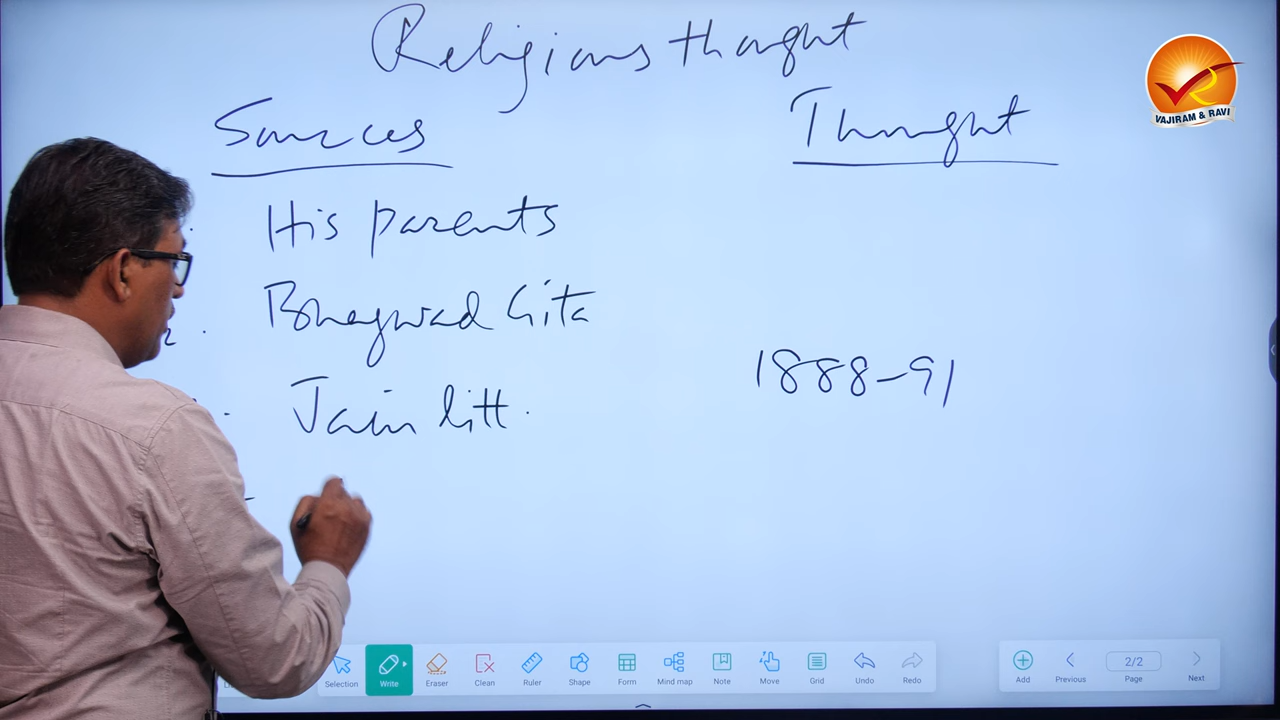 Religious thought
VAJIRAM & RAVI
Sources
Thought
His parents
2. Bhagwad Gita
1888-91
Jain litt.
Selection
Write
Eraser
Clean
Ruler
Shape
Form
Mind map
Note
Move
Grid
Undo
Redo
Add
Previous
2/2
Page
Next